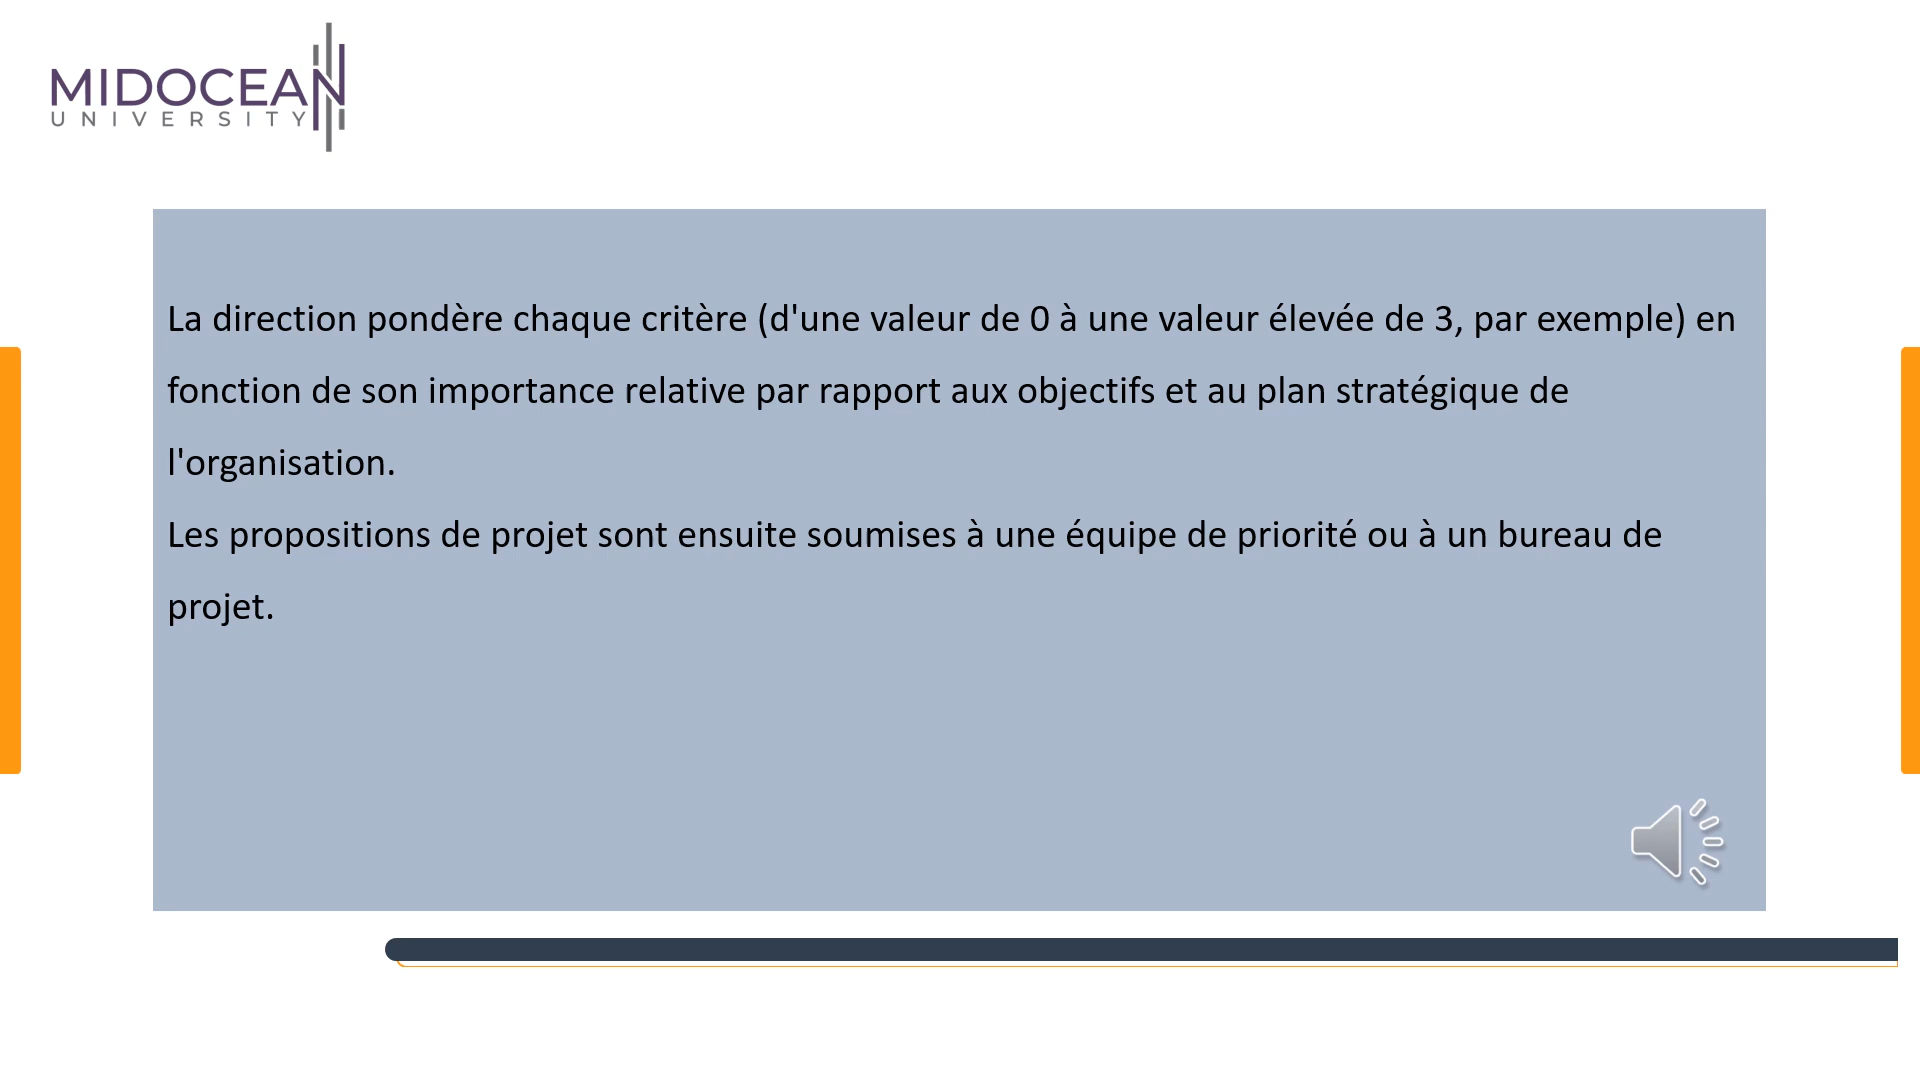 MIDOCEAN
UNIVERSITY
La direction pondère chaque critère (d'une valeur de 0 à une valeur élevée de 3, par exemple) en
fonction de son importance relative par rapport aux objectifs et au plan stratégique de
l'organisation.
Les propositions de projet sont ensuite soumises à une équipe de priorité ou à un bureau de
projet.